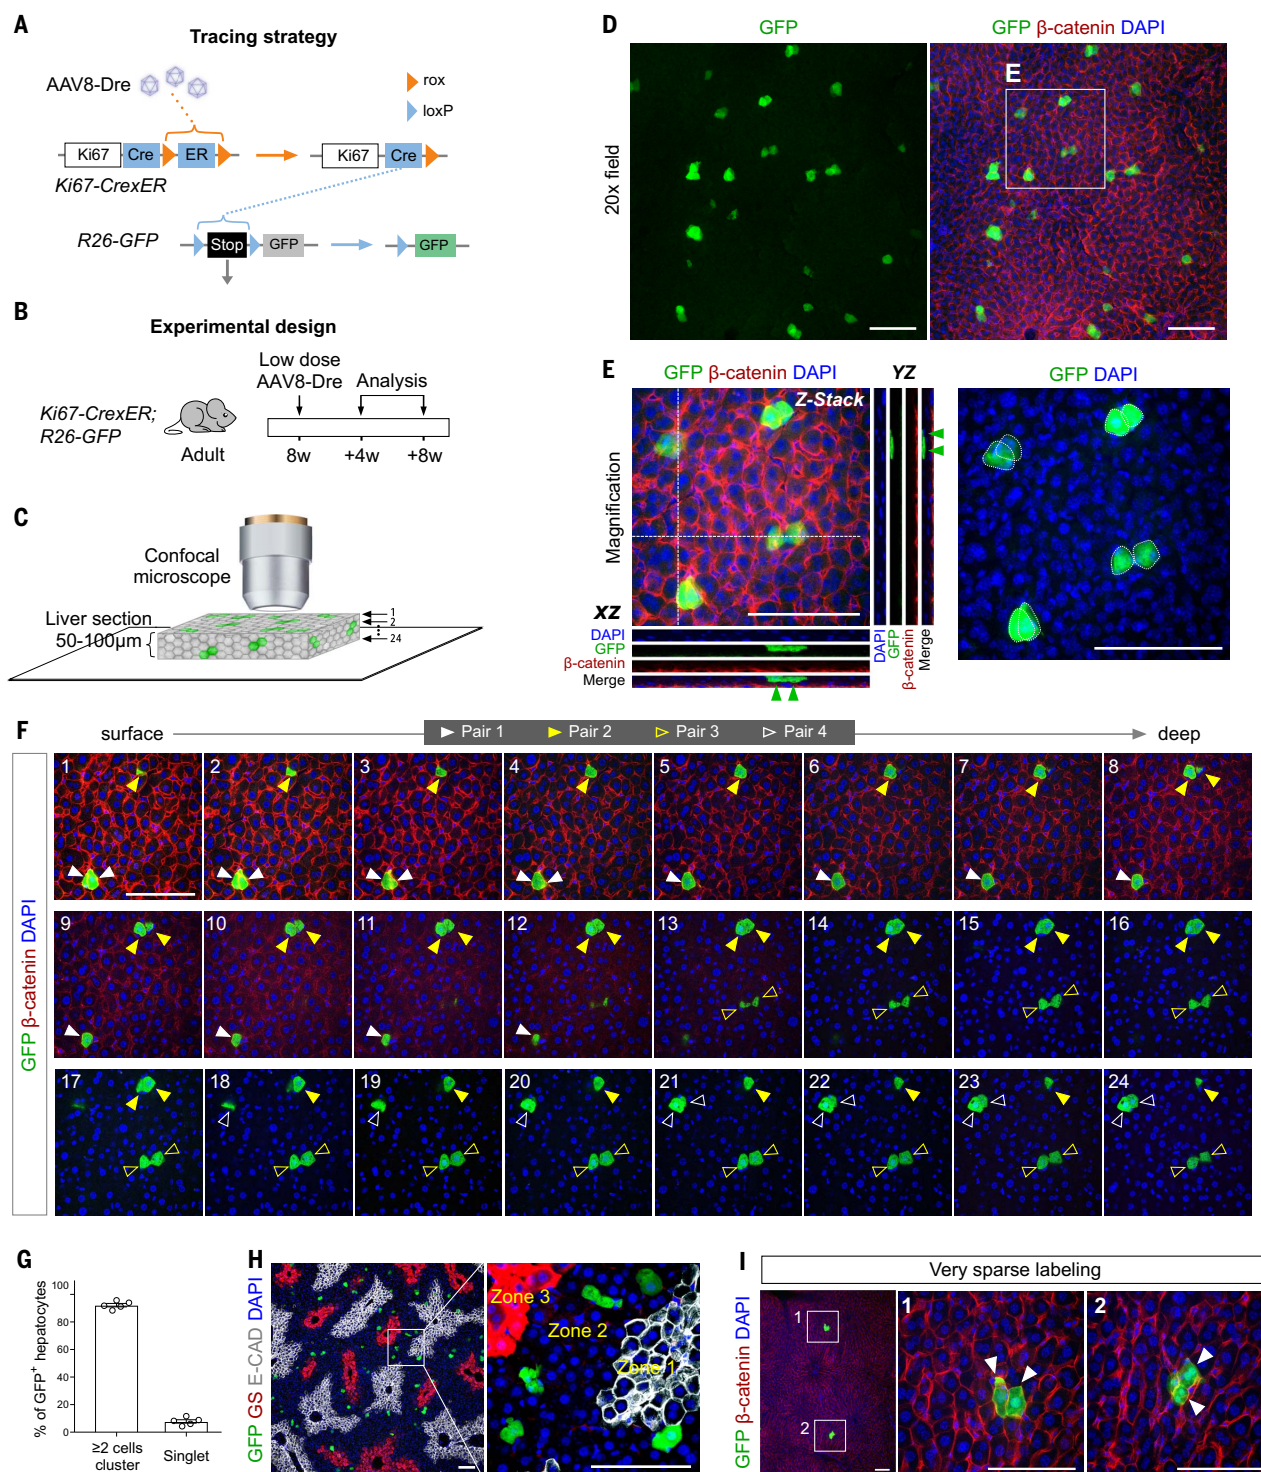 A
Tracing strategy
AAV8-Dre
rox
loxP
Ki67 Cre ER
Ki67 Cre
Ki67-CrexER
R26-GFP
Stop GFP
GFP
B
Experimental design
Low dose
AAV8-Dre
Analysis
Ki67-CrexER;
R26-GFP
Adult
8w +4w +8w
C
Confocal
microscope
Liver section
50-100μm
1
2
24
D
GFP
GFP β-catenin DAPI
20x field
E
E
GFP β-catenin DAPI
YZ
GFP DAPI
Z-Stack
Magnification
XZ
DAPI
GFP
β-catenin
Merge
DAPI
GFP
β-catenin
Merge
F
surface
Pair 1 Pair 2 Pair 3 Pair 4
deep
GFP β-catenin DAPI
1 2 3 4 5 6 7 8
9 10 11 12 13 14 15 16
17 18 19 20 21 22 23 24
G
% of GFP+ hepatocytes
100
80
60
40
20
0
≥2 cells
cluster
Singlet
H
GFP GS E-CAD DAPI
Zone 3
Zone 2
Zone 1
I
Very sparse labeling
GFP β-catenin DAPI
1
2
1
2